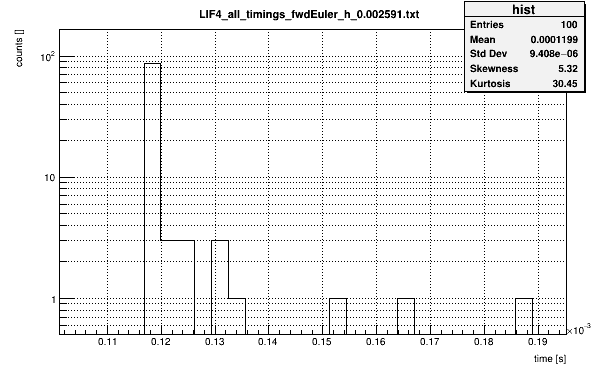 LIF4_all_timings_fwdEuler_h_0.002591.txt
hist
Entries 100
Mean 0.0001199
Std Dev 9.408e−06
Skewness 5.32
Kurtosis 30.45
counts []
10²
10
1
0.11 0.12 0.13 0.14 0.15 0.16 0.17 0.18 0.19
×10⁻³
time [s]